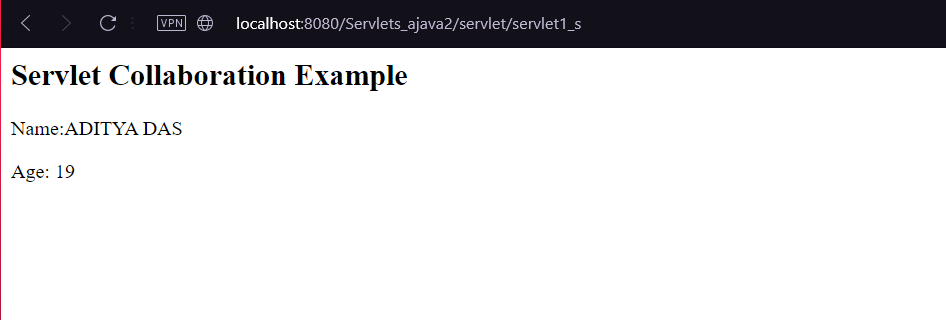 VPN localhost:8080/Servlets_ajava2/servlet/servlet1_s
Servlet Collaboration Example
Name:ADITYA DAS
Age: 19